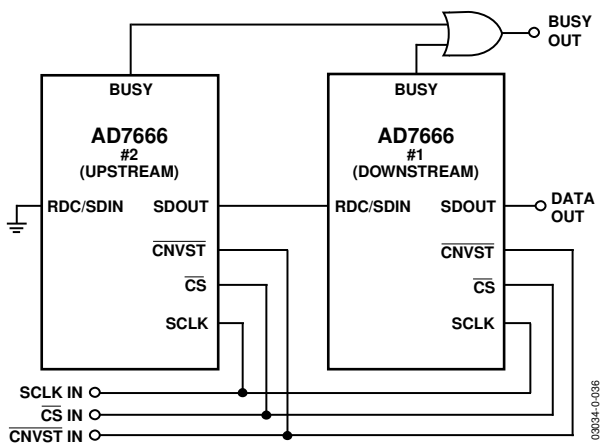 BUSY
OUT
BUSY
BUSY
AD7666
#2
(UPSTREAM)
AD7666
#1
(DOWNSTREAM)
RDC/SDIN
SDOUT
RDC/SDIN
SDOUT
DATA
OUT
CNVST
CNVST
CS
CS
SCLK
SCLK
SCLK IN
CS IN
CNVST IN
03034-0-036